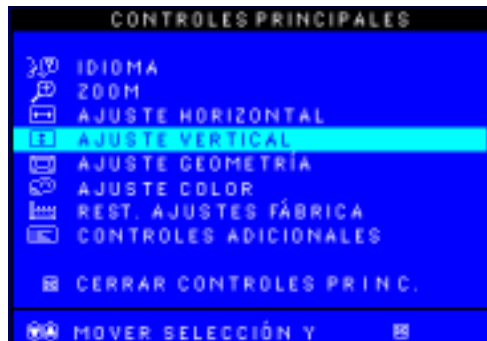 CONTROLES PRINCIPALES
IDIOMA
ZOOM
AJUSTE HORIZONTAL
AJUSTE VERTICAL
AJUSTE GEOMETRÍA
AJUSTE COLOR
REST. AJUSTES FÁBRICA
CONTROLES ADICIONALES
CERRAR CONTROLES PRINC.
MOVER SELECCIÓN Y